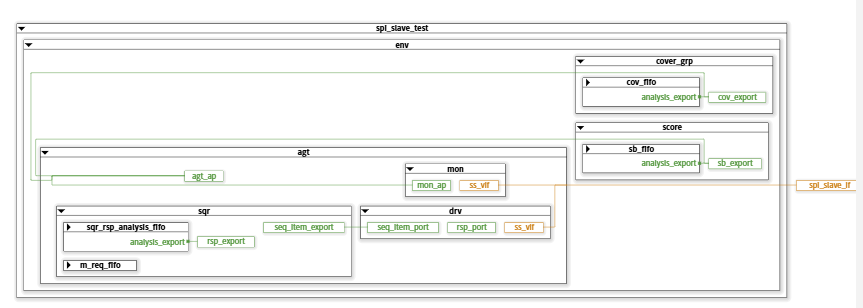 spi_slave_test
env
cover_grp
cov_fifo
analysis_export
cov_export
score
sb_fifo
analysis_export
sb_export
agt
agt_ap
mon
mon_ap
ss_vif
spi_slave_if
sqr
sqr_rsp_analysis_fifo
analysis_export
rsp_export
seq_item_export
m_req_fifo
drv
seq_item_port
rsp_port
ss_vif